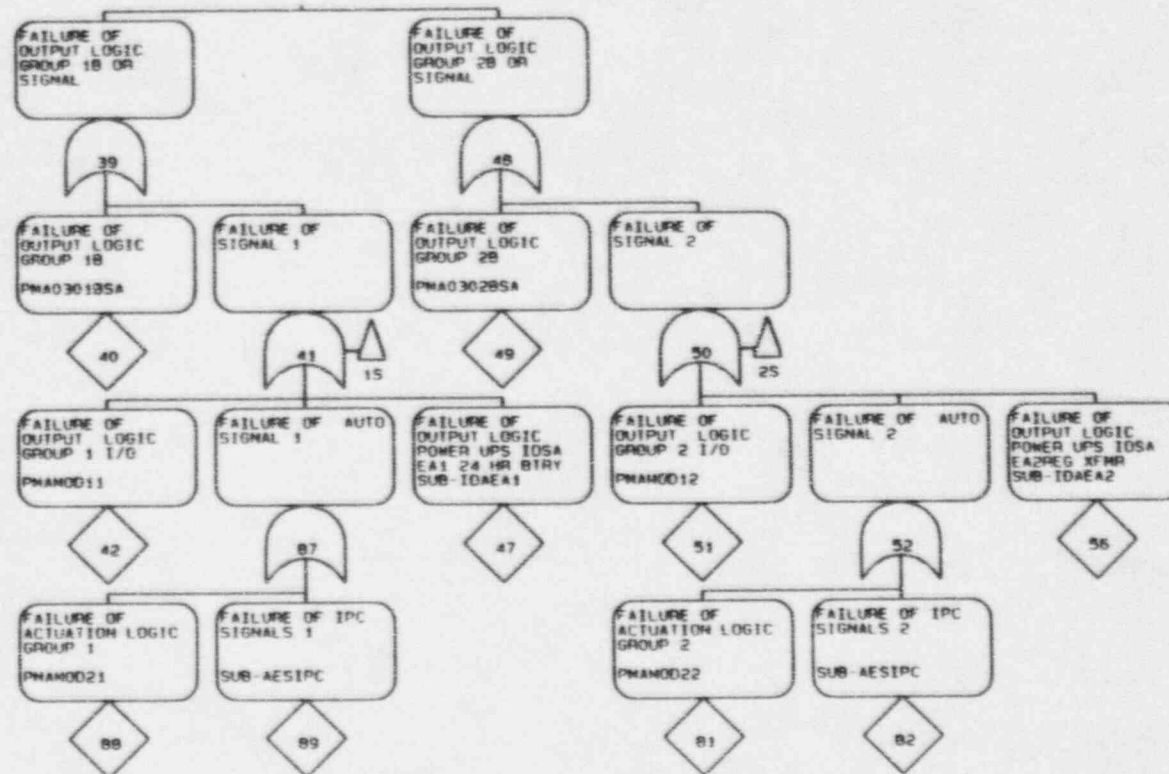 FAILURE OF
OUTPUT LOGIC
GROUP 1B OR
SIGNAL
FAILURE OF
OUTPUT LOGIC
GROUP 2B OR
SIGNAL
39
48
FAILURE OF
OUTPUT LOGIC
GROUP 1B
PMA0301BSA
FAILURE OF
SIGNAL 1
FAILURE OF
OUTPUT LOGIC
GROUP 2B
PMA0302BSA
FAILURE OF
SIGNAL 2
40
41
1S
49
50
2S
FAILURE OF
OUTPUT LOGIC
GROUP 1 I/O
PMAMOD11
FAILURE OF AUTO
SIGNAL 1
FAILURE OF
OUTPUT LOGIC
POWER UPS IDSA
EA1 24 HR BTRY
SUB-IDAEA1
FAILURE OF
OUTPUT LOGIC
GROUP 2 I/O
PMAMOD12
FAILURE OF AUTO
SIGNAL 2
FAILURE OF
OUTPUT LOGIC
POWER UPS IDSA
EA2REG XFMR
SUB-IDAEA2
42
87
47
51
52
56
FAILURE OF
ACTUATION LOGIC
GROUP 1
PMAMOD21
FAILURE OF IPC
SIGNALS 1
SUB-AESIPC
FAILURE OF
ACTUATION LOGIC
GROUP 2
PMAMOD22
FAILURE OF IPC
SIGNALS 2
SUB-AESIPC
88
89
81
82